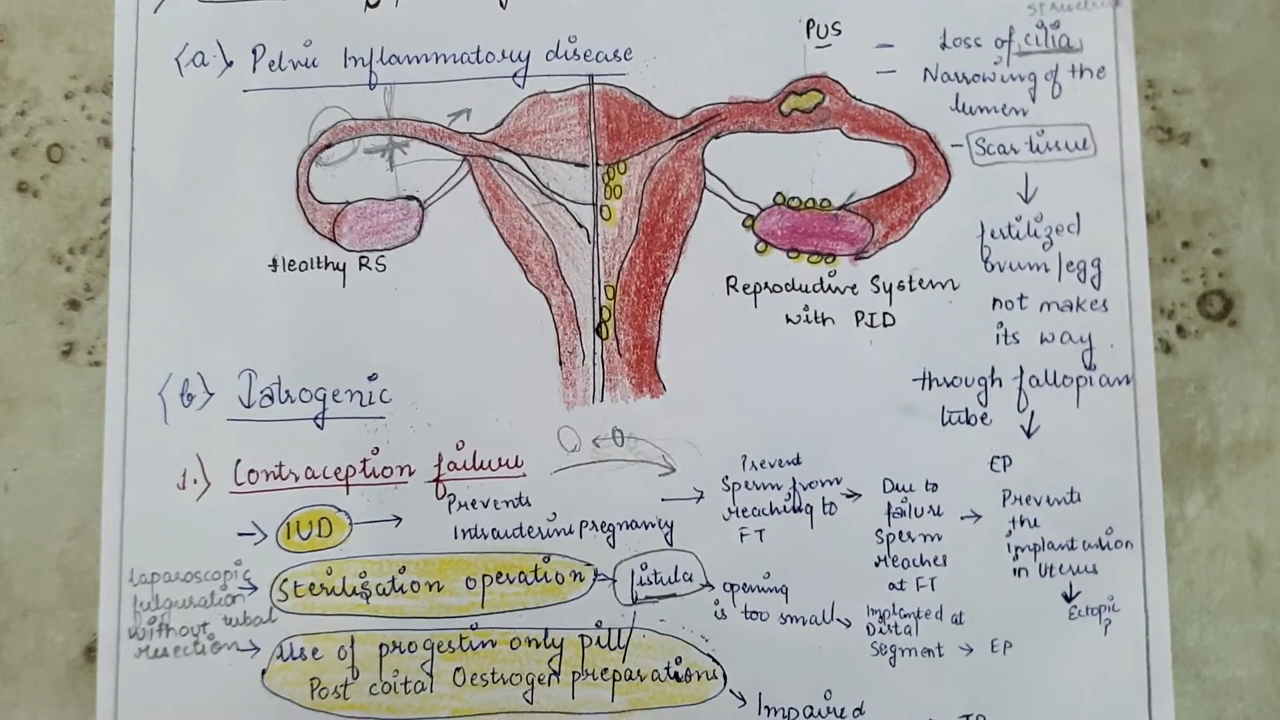 structure
(a.) Pelvic Inflammatory disease
PUS
- Loss of cilia
- Narrowing of the
lumen
- Scar tissue
fertilized
ovum/egg
not makes
its way
through fallopian
tube
EP
Healthy RS
Reproductive System
with PID
(b) Iatrogenic
1.) Contraception failure
→ IUD → Prevents
Intrauterine pregnancy
→ Prevent
Sperm from
reaching to
FT
→ Due to
failure
Sperm
reaches
at FT
→ Prevents
the
implantation
in uterus
Ectopic
?
Laparoscopic
fulguration
without tubal
resection
→ Sterilisation operation → fistula → opening
is too small
→ Implanted at
Distal
Segment → EP
→ Use of progestin only pill/
Post coital Oestrogen preparations
→ Impaired